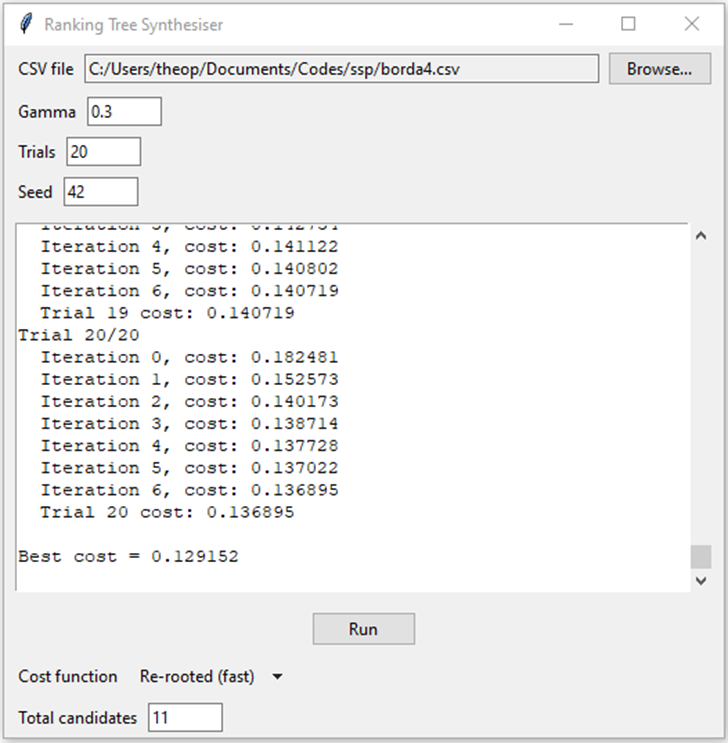 Ranking Tree Synthesiser
CSV file C:/Users/theop/Documents/Codes/ssp/borda4.csv Browse...
Gamma 0.3
Trials 20
Seed 42
Iteration 3, cost:
Iteration 4, cost: 0.141122
Iteration 5, cost: 0.140802
Iteration 6, cost: 0.140719
Trial 19 cost: 0.140719
Trial 20/20
Iteration 0, cost: 0.182481
Iteration 1, cost: 0.152573
Iteration 2, cost: 0.140173
Iteration 3, cost: 0.138714
Iteration 4, cost: 0.137728
Iteration 5, cost: 0.137022
Iteration 6, cost: 0.136895
Trial 20 cost: 0.136895
Best cost = 0.129152
Run
Cost function Re-rooted (fast)
Total candidates 11